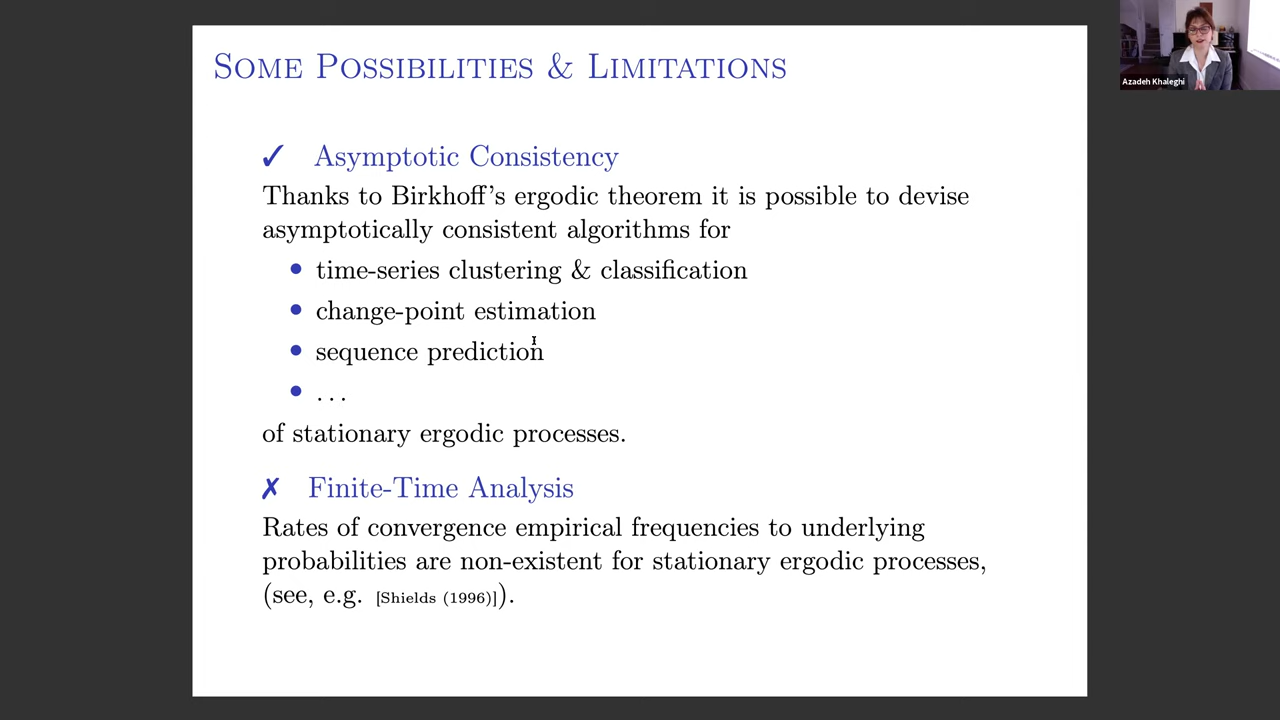 SOME POSSIBILITIES & LIMITATIONS
Azadeh Khaleghi
✓ Asymptotic Consistency
Thanks to Birkhoff's ergodic theorem it is possible to devise
asymptotically consistent algorithms for
• time-series clustering & classification
• change-point estimation
• sequence prediction
• ...
of stationary ergodic processes.
✗ Finite-Time Analysis
Rates of convergence empirical frequencies to underlying
probabilities are non-existent for stationary ergodic processes,
(see, e.g. [Shields (1996)]).